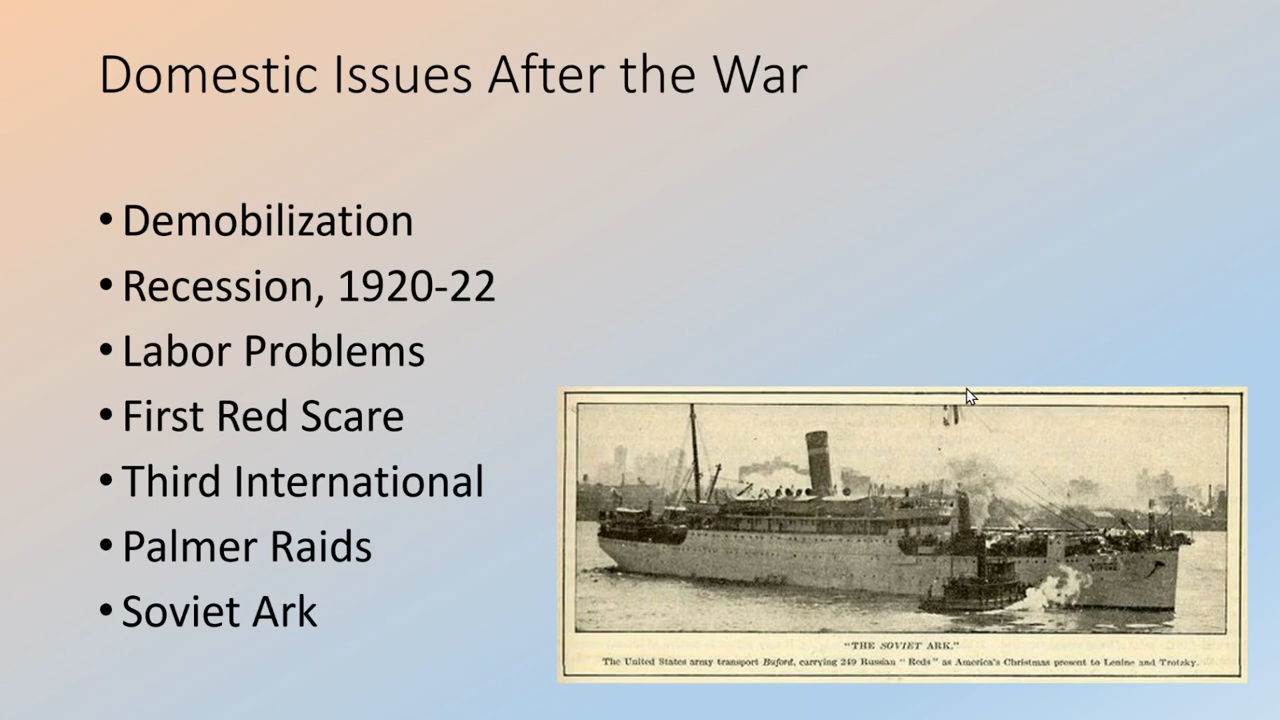 Domestic Issues After the War
• Demobilization
• Recession, 1920-22
• Labor Problems
• First Red Scare
• Third International
• Palmer Raids
• Soviet Ark
"THE SOVIET ARK."
The United States army transport Buford, carrying 249 Russian "Reds" as America's Christmas present to Lenine and Trotzky.